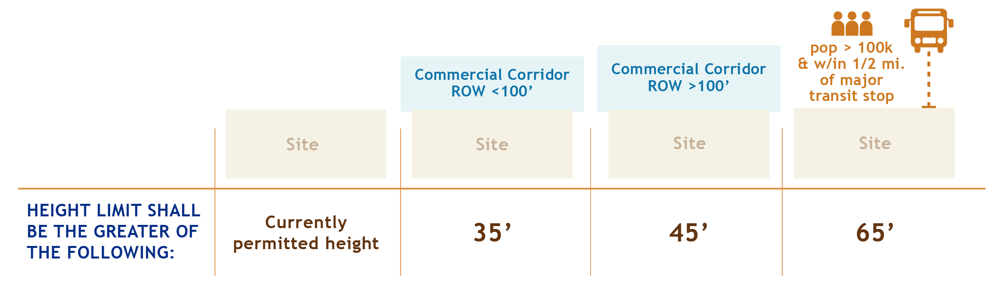 pop > 100k
& w/in 1/2 mi.
of major
transit stop
Commercial Corridor
ROW <100’
Commercial Corridor
ROW >100’
Site
Site
Site
Site
HEIGHT LIMIT SHALL
BE THE GREATER OF
THE FOLLOWING:
Currently
permitted height
35’
45’
65’